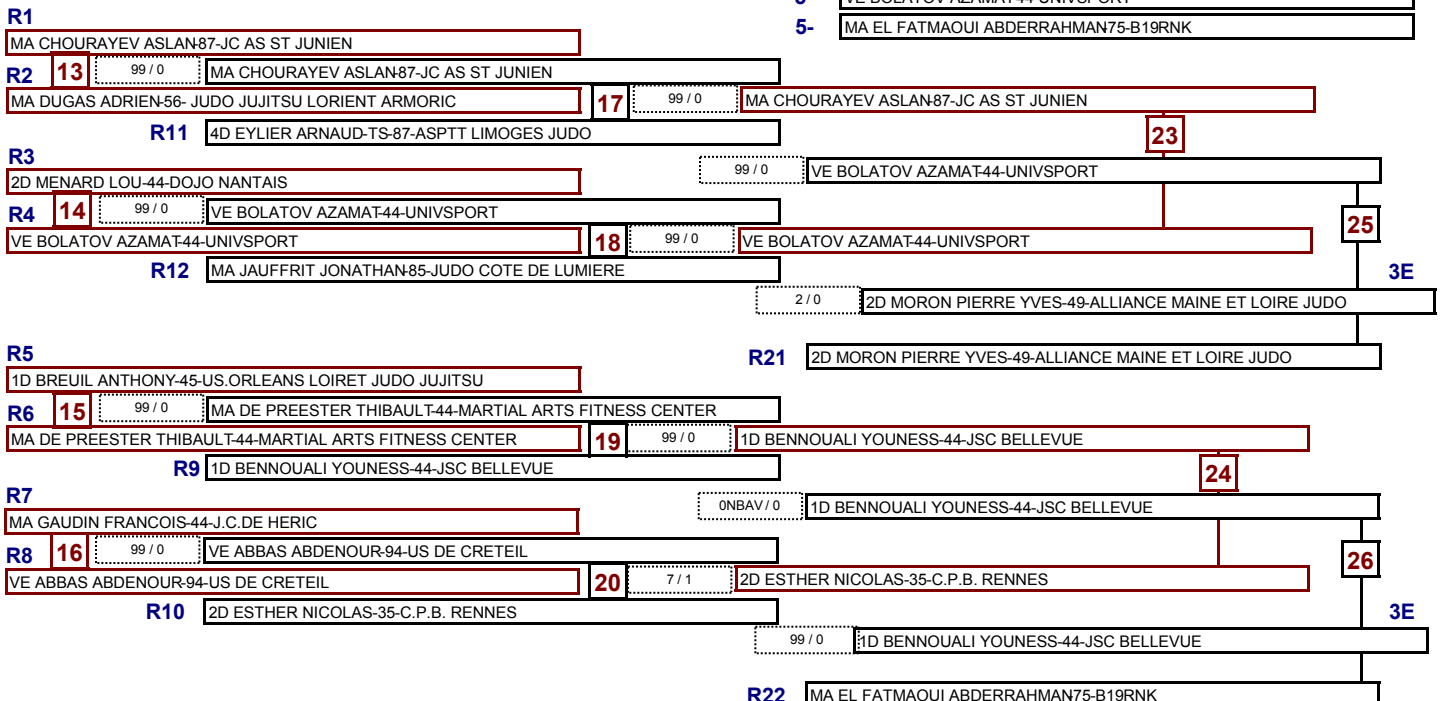 VE BOLATOV AZAMAT-44-UNIVSPORT
5- MA EL FATMAOUI ABDERRAHMAN-75-B19RNK
R1
MA CHOURAYEV ASLAN-87-JC AS ST JUNIEN
R2 13 99 / 0 MA CHOURAYEV ASLAN-87-JC AS ST JUNIEN
MA DUGAS ADRIEN-56- JUDO JUJITSU LORIENT ARMORIC 17 99 / 0 MA CHOURAYEV ASLAN-87-JC AS ST JUNIEN
R11 4D EYLIER ARNAUD-TS-87-ASPTT LIMOGES JUDO 23
R3
99 / 0 VE BOLATOV AZAMAT-44-UNIVSPORT
2D MENARD LOU-44-DOJO NANTAIS
R4 14 99 / 0 VE BOLATOV AZAMAT-44-UNIVSPORT 25
VE BOLATOV AZAMAT-44-UNIVSPORT 18 99 / 0 VE BOLATOV AZAMAT-44-UNIVSPORT
R12 MA JAUFFRIT JONATHAN-85-JUDO COTE DE LUMIERE 3E
2 / 0 2D MORON PIERRE YVES-49-ALLIANCE MAINE ET LOIRE JUDO
R5
R21 2D MORON PIERRE YVES-49-ALLIANCE MAINE ET LOIRE JUDO
1D BREUIL ANTHONY-45-US.ORLEANS LOIRET JUDO JUJITSU
R6 15 99 / 0 MA DE PREESTER THIBAULT-44-MARTIAL ARTS FITNESS CENTER
MA DE PREESTER THIBAULT-44-MARTIAL ARTS FITNESS CENTER 19 99 / 0 1D BENNOUALI YOUNESS-44-JSC BELLEVUE
R9 1D BENNOUALI YOUNESS-44-JSC BELLEVUE 24
R7
0NBAV / 0 1D BENNOUALI YOUNESS-44-JSC BELLEVUE
MA GAUDIN FRANCOIS-44-J.C.DE HERIC
R8 16 99 / 0 VE ABBAS ABDENOUR-94-US DE CRETEIL 26
VE ABBAS ABDENOUR-94-US DE CRETEIL 20 7 / 1 2D ESTHER NICOLAS-35-C.P.B. RENNES
R10 2D ESTHER NICOLAS-35-C.P.B. RENNES 3E
99 / 0 1D BENNOUALI YOUNESS-44-JSC BELLEVUE
R22 MA EL FATMAOUI ABDERRAHMAN-75-B19RNK